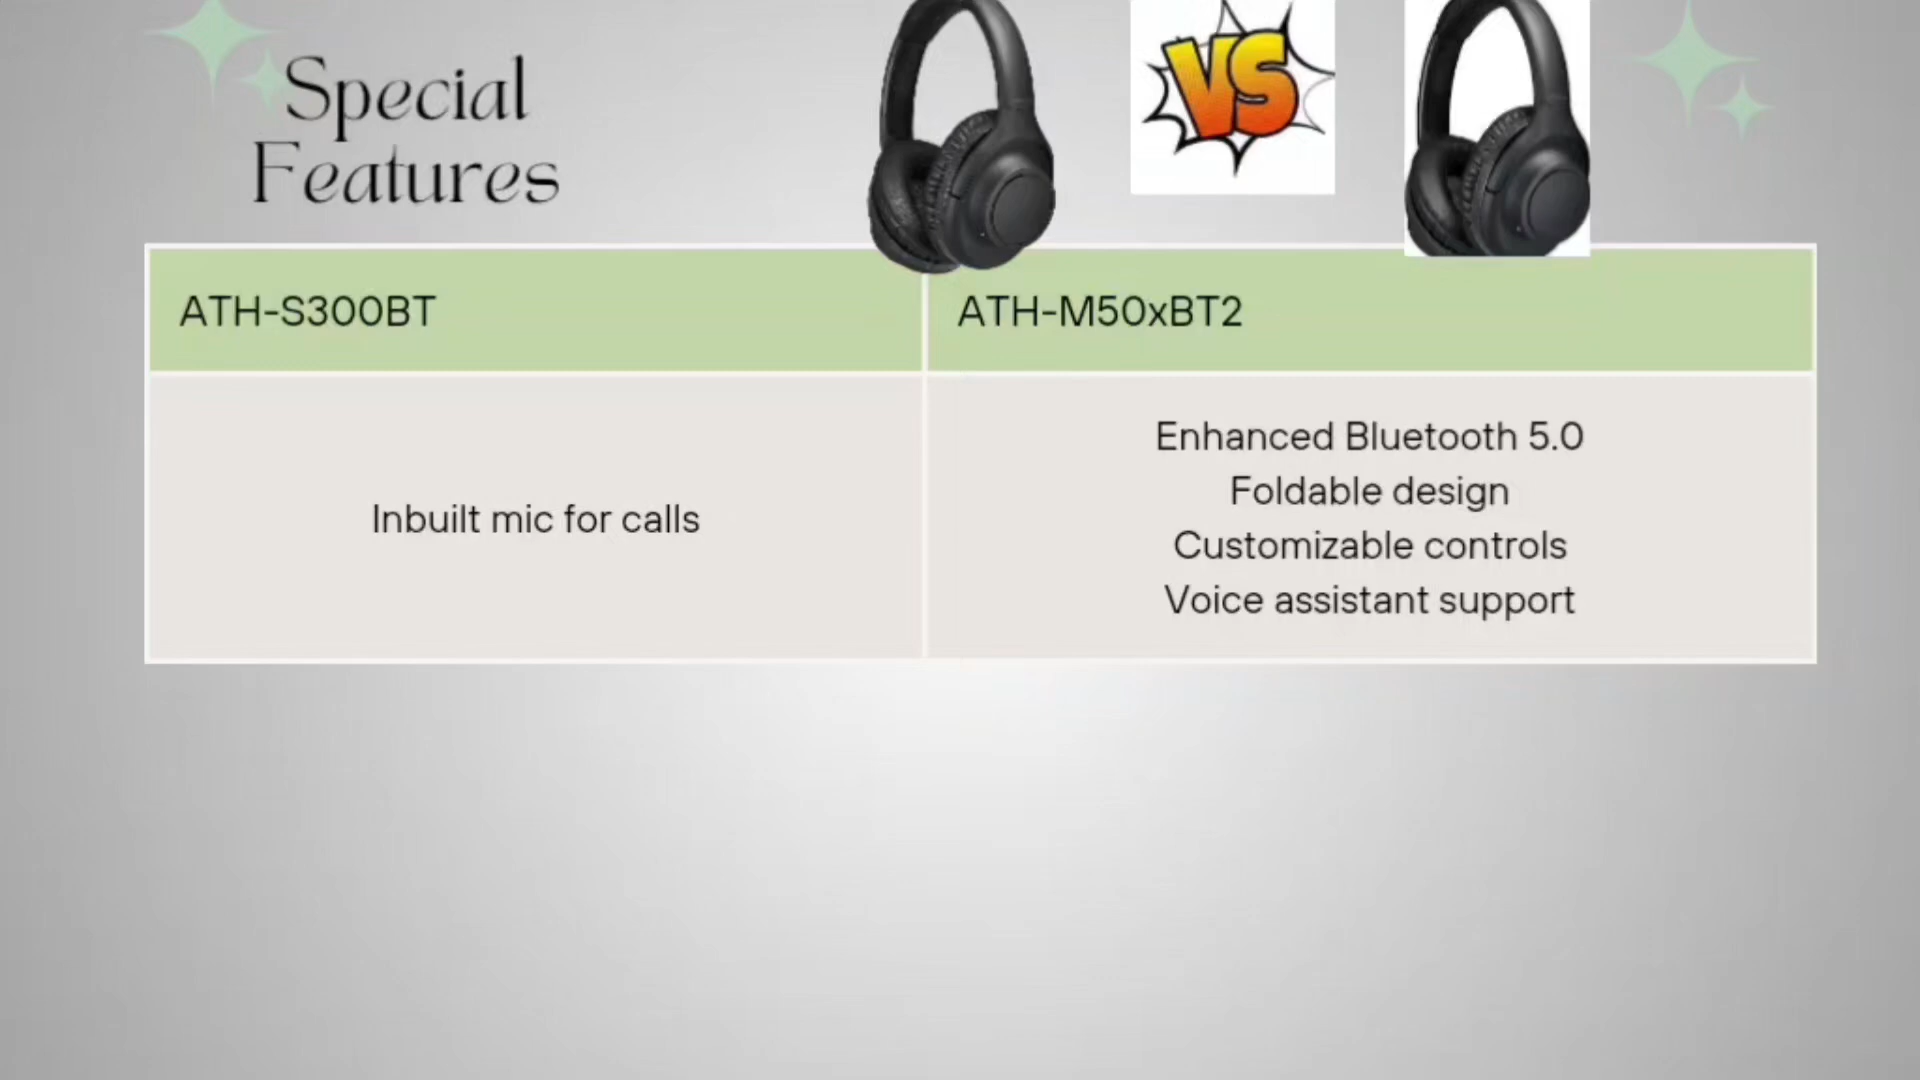 Special
Features
VS
ATH-S300BT
ATH-M50xBT2
Inbuilt mic for calls
Enhanced Bluetooth 5.0
Foldable design
Customizable controls
Voice assistant support